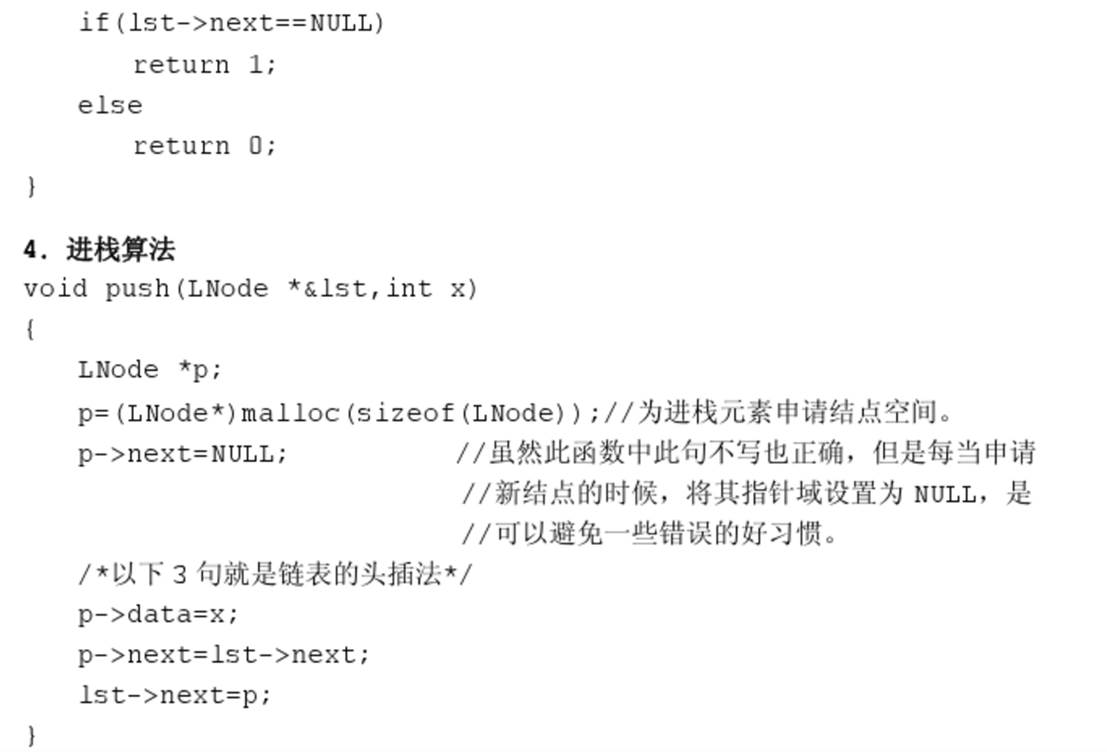 if(lst->next==NULL)
return 1;
else
return 0;
}
4. 进栈算法
void push(LNode *&lst,int x)
{
LNode *p;
p=(LNode*)malloc(sizeof(LNode));//为进栈元素申请结点空间。
p->next=NULL; //虽然此函数中此句不写也正确，但是每当申请
//新结点的时候，将其指针域设置为 NULL，是
//可以避免一些错误的好习惯。
/*以下 3 句就是链表的头插法*/
p->data=x;
p->next=lst->next;
lst->next=p;
}